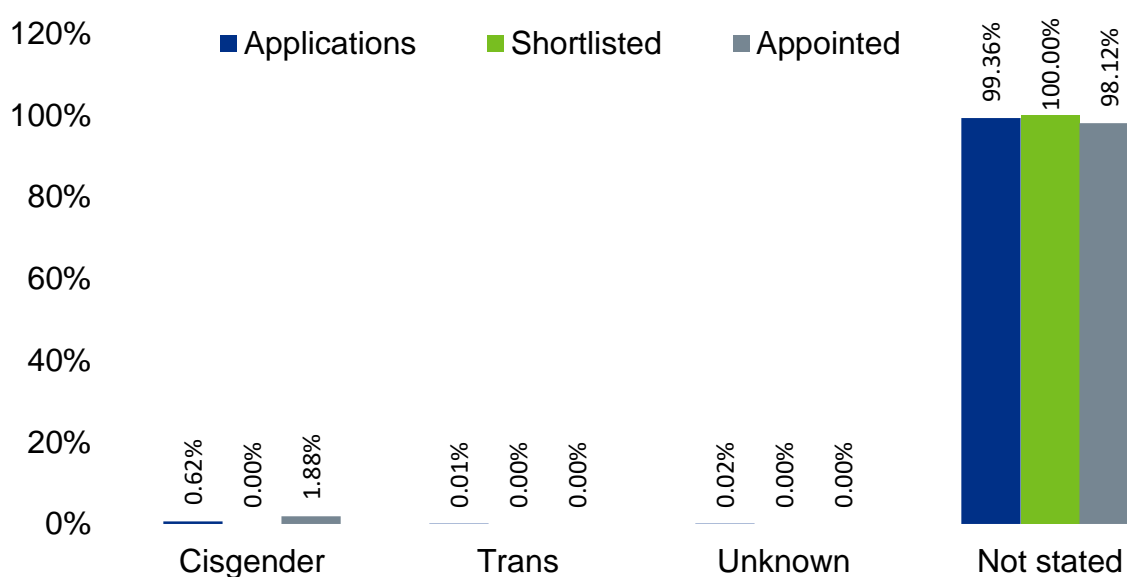 120%
Applications Shortlisted Appointed
100%
80%
60%
40%
20%
0%
0.62% 0.00% 1.88%
0.01% 0.00% 0.00%
0.02% 0.00% 0.00%
99.36% 100.00% 98.12%
Cisgender Trans Unknown Not stated